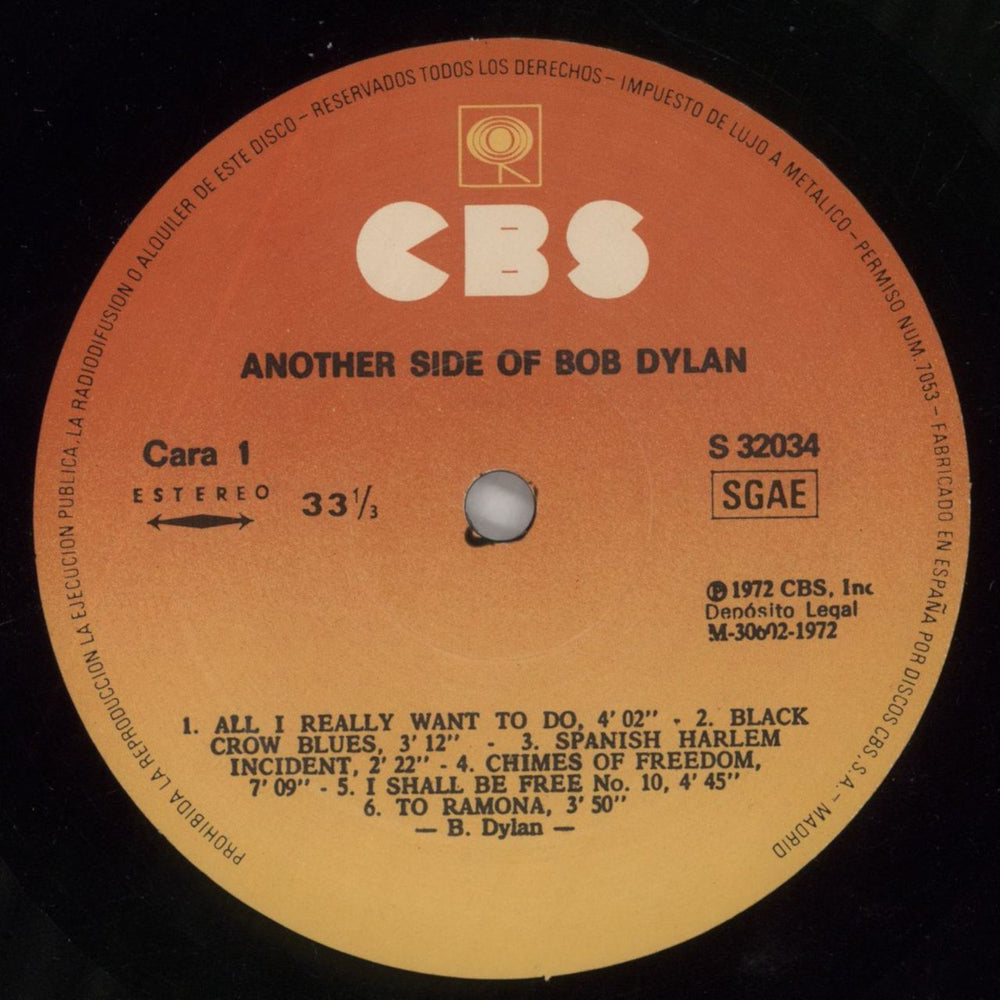 PROHIBIDA LA REPRODUCCION LA EJECUCION PUBLICA, LA RADIODIFUSION O ALQUILER DE ESTE DISCO – RESERVADOS TODOS LOS DERECHOS – IMPUESTO DE LUJO A METALICO – PERMISO NUM. 7053 – FABRICADO EN ESPAÑA POR DISCOS CBS, S.A. – MADRID
CBS
ANOTHER SIDE OF BOB DYLAN
Cara 1
ESTEREO
33 1/3
S 32034
SGAE
℗ 1972 CBS, Inc
Depósito Legal
1. ALL I REALLY WANT TO DO, 4' 02'' - 2. BLACK
CROW BLUES, 3' 12'' - 3. SPANISH HARLEM
INCIDENT, 2' 22'' - 4. CHIMES OF FREEDOM,
7' 09'' - 5. I SHALL BE FREE No. 10, 4' 45''
6. TO RAMONA, 3' 50''
— B. Dylan —